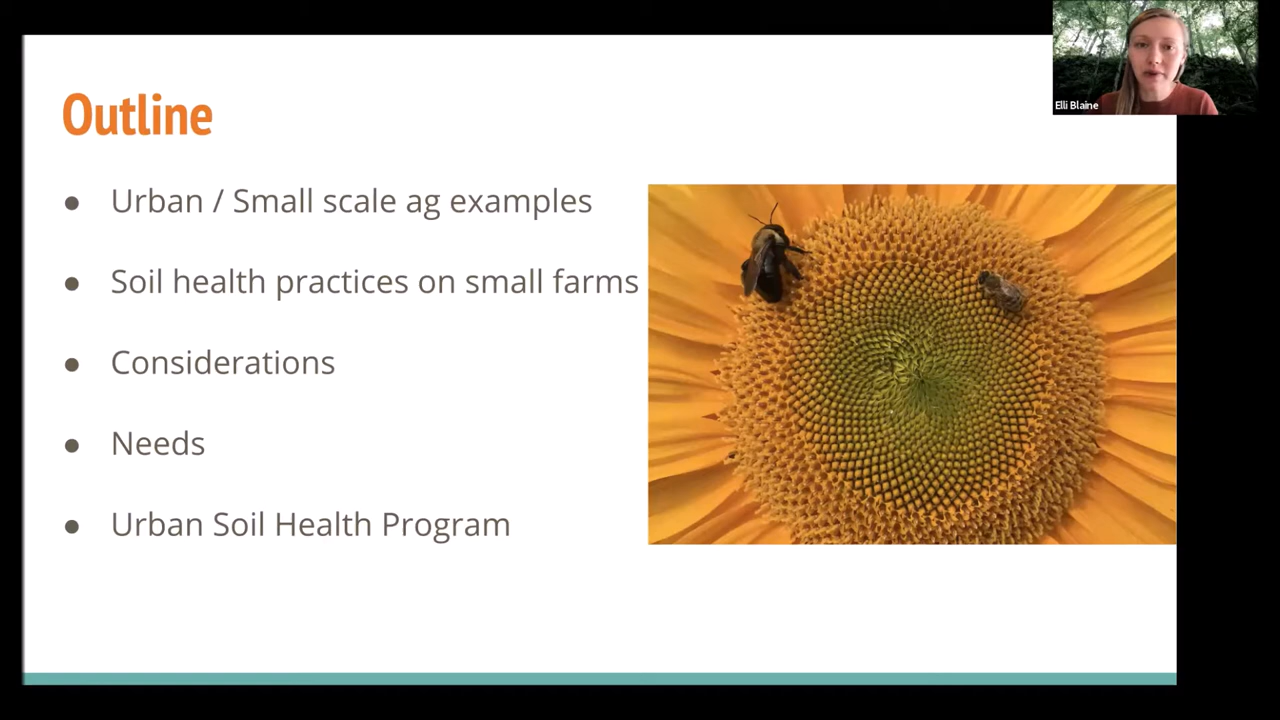 Elli Blaine
Outline
● Urban / Small scale ag examples
● Soil health practices on small farms
● Considerations
● Needs
● Urban Soil Health Program